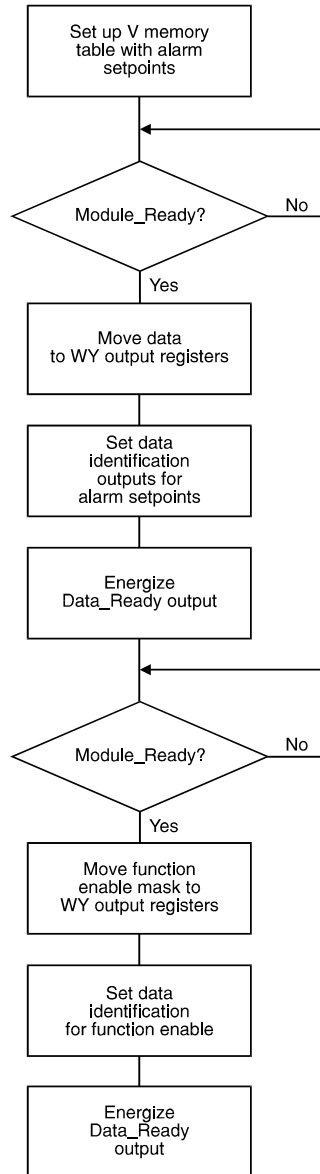 Set up V memory
table with alarm
setpoints
Module_Ready?
No
Yes
Move data
to WY output registers
Set data
identification
outputs for
alarm setpoints
Energize
Data_Ready output
Module_Ready?
No
Yes
Move function
enable mask to
WY output registers
Set data
identification
for function enable
Energize
Data_Ready
output